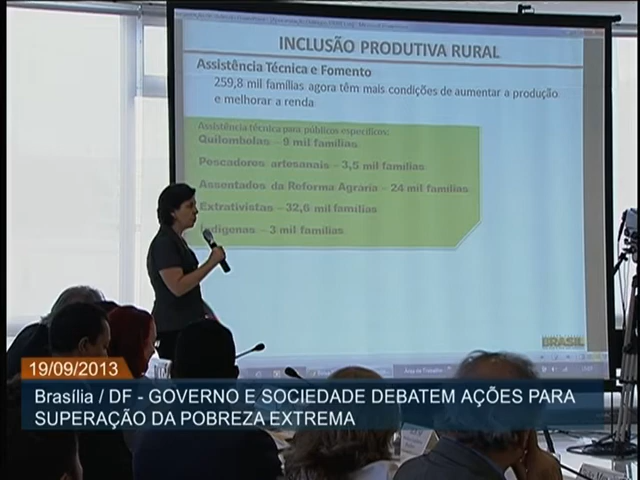 INCLUSÃO PRODUTIVA RURAL
Assistência Técnica e Fomento
259,8 mil famílias agora têm mais condições de aumentar a produção
e melhorar a renda
Assistência técnica para públicos específicos:
Quilombolas – 9 mil famílias
Pescadores artesanais – 3,5 mil famílias
Assentados da Reforma Agrária – 24 mil famílias
Extrativistas – 32,6 mil famílias
Indígenas – 3 mil famílias
BRASIL
19/09/2013
Brasília / DF - GOVERNO E SOCIEDADE DEBATEM AÇÕES PARA
SUPERAÇÃO DA POBREZA EXTREMA